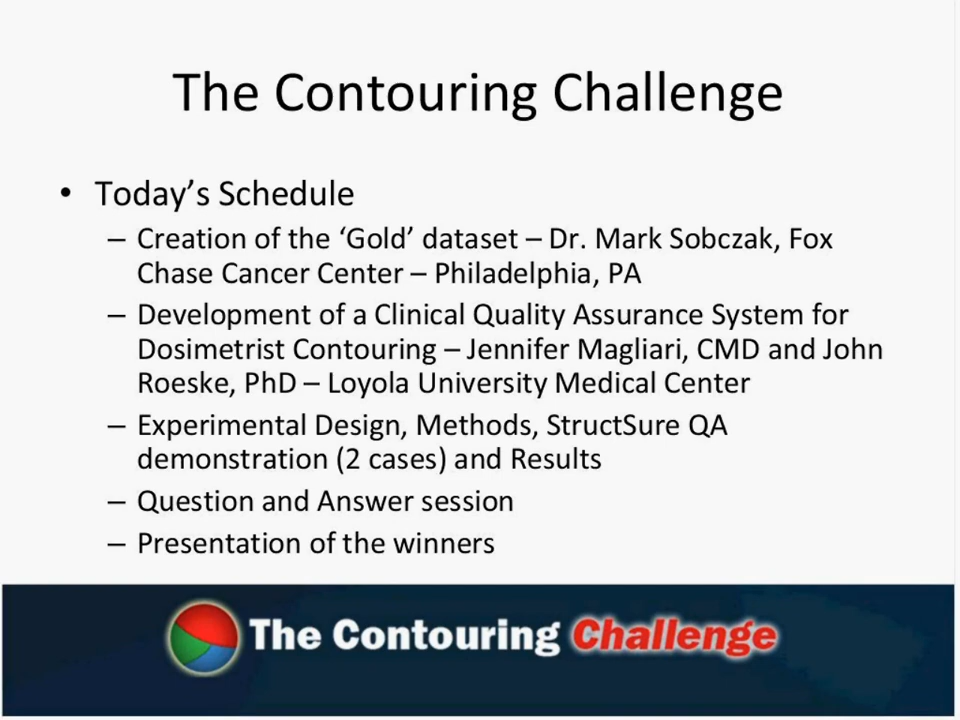 The Contouring Challenge
• Today’s Schedule
– Creation of the ‘Gold’ dataset – Dr. Mark Sobczak, Fox
Chase Cancer Center – Philadelphia, PA
– Development of a Clinical Quality Assurance System for
Dosimetrist Contouring – Jennifer Magliari, CMD and John
Roeske, PhD – Loyola University Medical Center
– Experimental Design, Methods, StructSure QA
demonstration (2 cases) and Results
– Question and Answer session
– Presentation of the winners
The Contouring Challenge